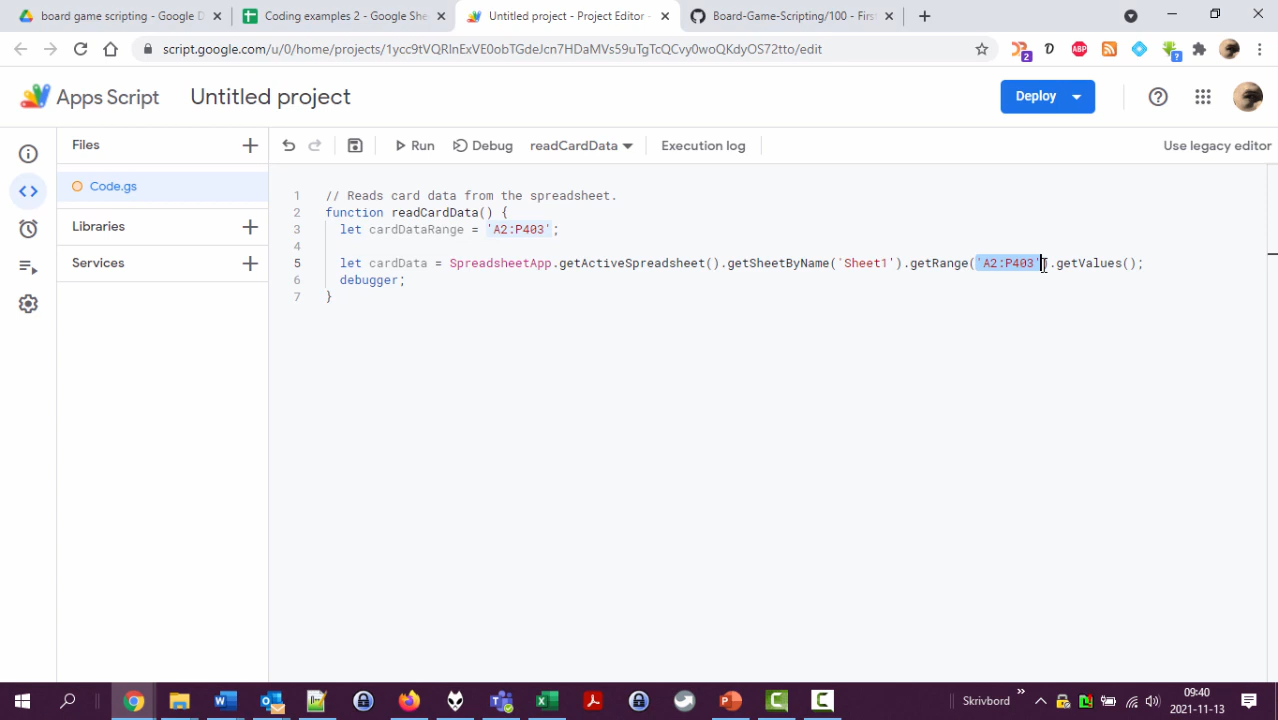 board game scripting - Google D
Coding examples 2 - Google She
Untitled project - Project Editor -
Board-Game-Scripting/100 - Firs
script.google.com/u/0/home/projects/1ycc9tVQRlnExVE0obTGdeJcn7HDaMVs59uTgTcQCvy0woQKdyOS72tto/edit
2
ABP
?
Apps Script
Untitled project
Deploy
Files
Run
Debug
readCardData
Execution log
Use legacy editor
Code.gs
Libraries
Services
1 // Reads card data from the spreadsheet.
2 function readCardData() {
3 let cardDataRange = 'A2:P403';
4
5 let cardData = SpreadsheetApp.getActiveSpreadsheet().getSheetByName('Sheet1').getRange('A2:P403').getValues();
6 debugger;
7 }
Skrivbord
09:40
2021-11-13